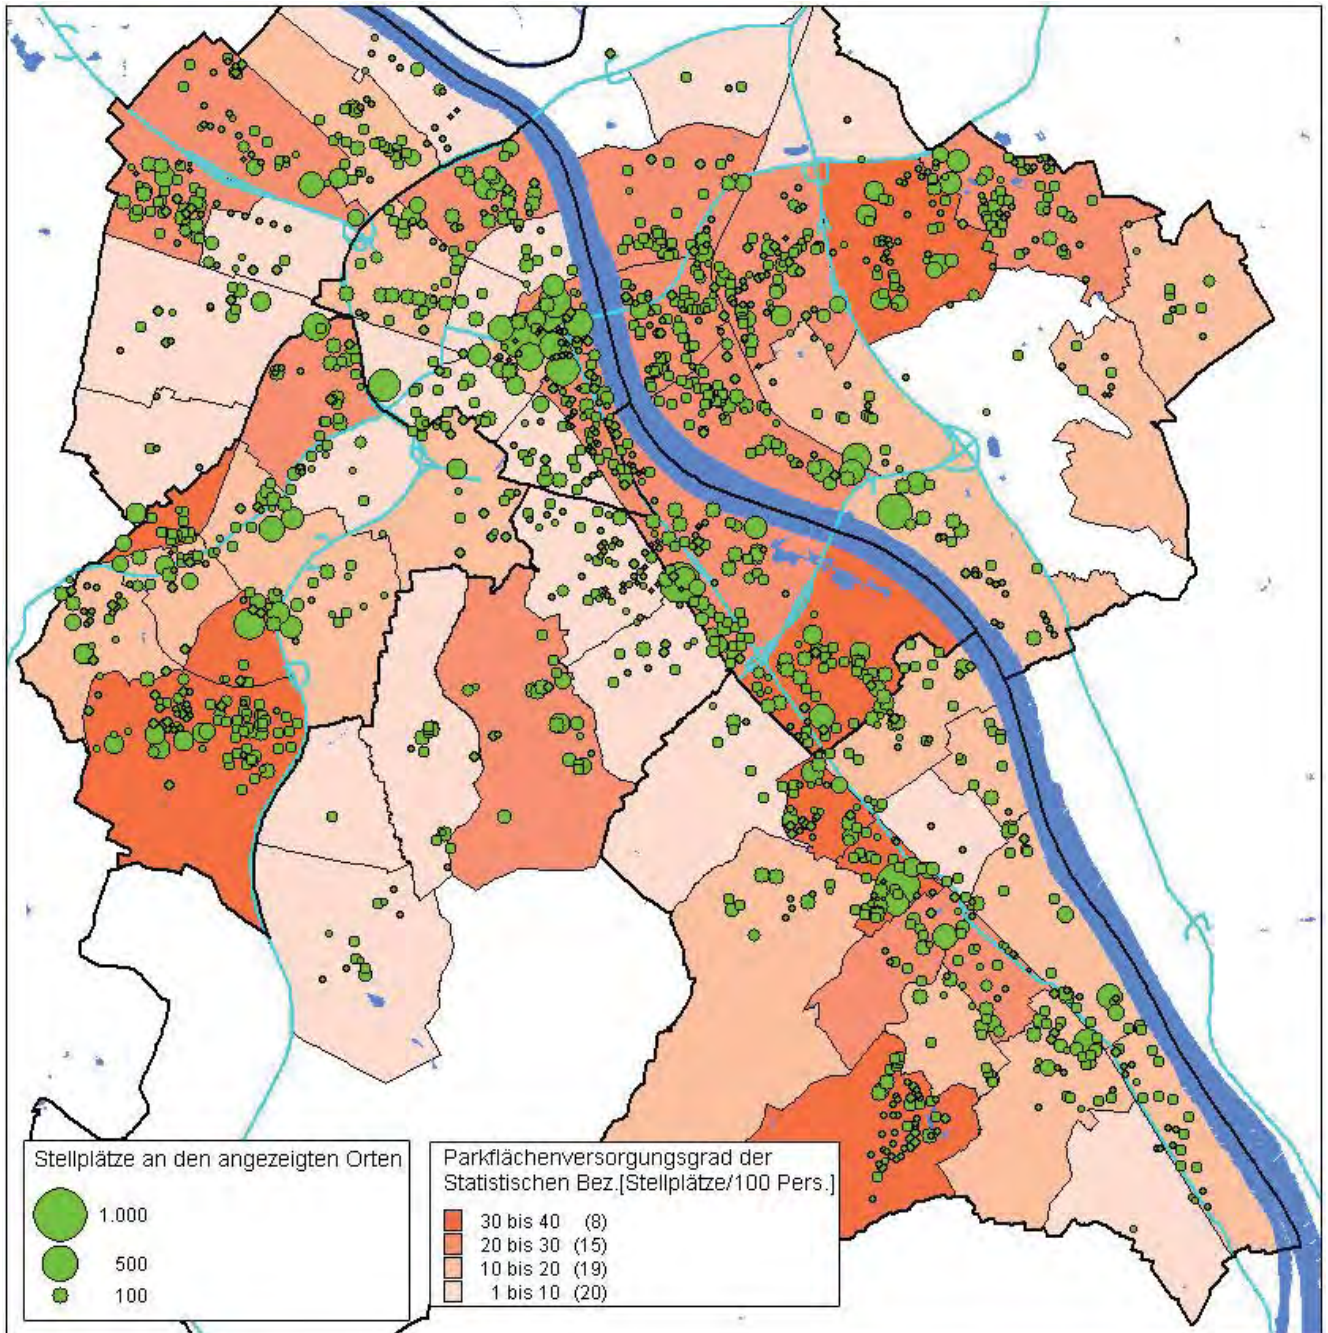 Stellplätze an den angezeigten Orten
1.000
500
100
Parkflächenversorgungsgrad der
Statistischen Bez.[Stellplätze/100 Pers.]
30 bis 40 (8)
20 bis 30 (15)
10 bis 20 (19)
1 bis 10 (20)